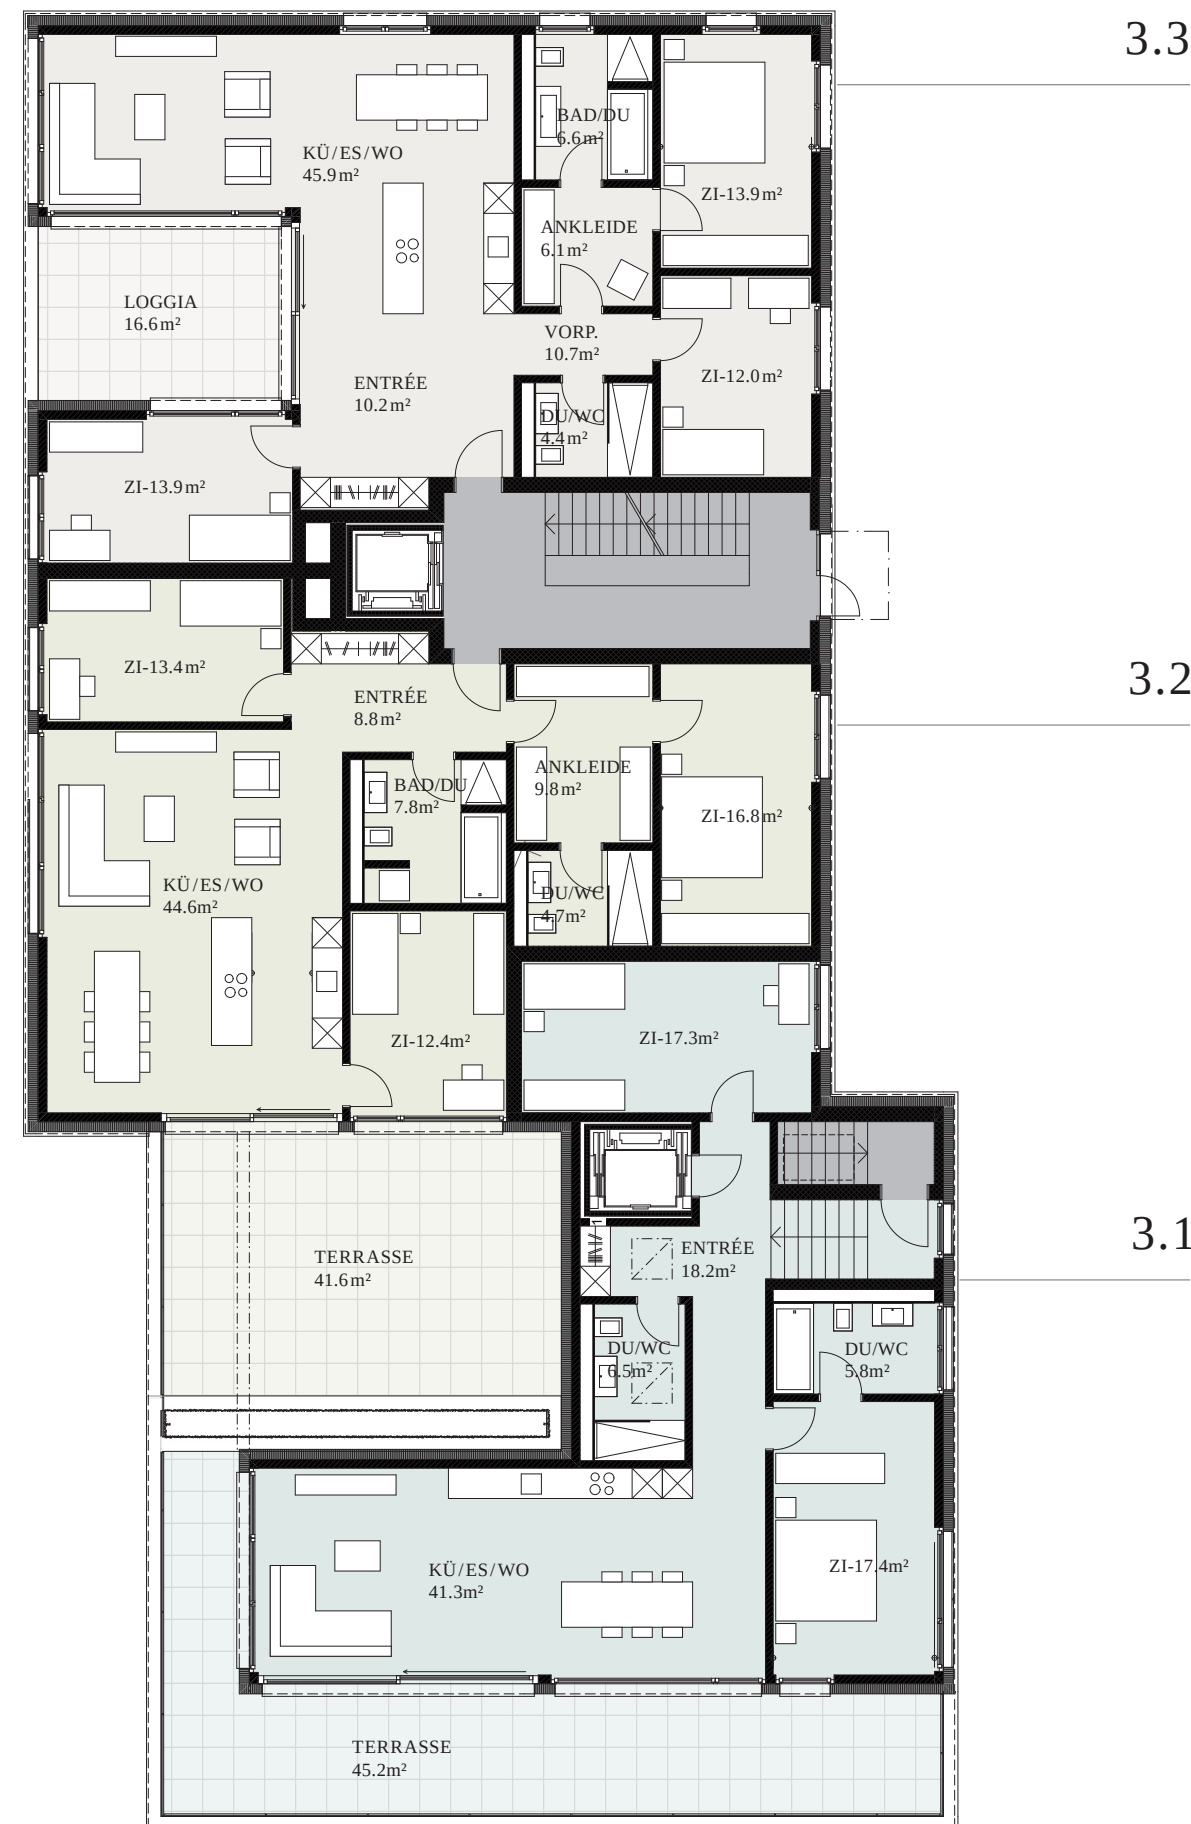 3.3
BAD/DU
6.6m²
KÜ/ES/WO
45.9m²
ZI-13.9m²
ANKLEIDE
6.1m²
LOGGIA
16.6m²
VORP.
10.7m²
ENTRÉE
10.2m²
ZI-12.0m²
DU/WC
4.4m²
ZI-13.9m²
ZI-13.4m²
3.2
ENTRÉE
8.8m²
BAD/DU
7.8m²
ANKLEIDE
9.8m²
ZI-16.8m²
KÜ/ES/WO
44.6m²
DU/WC
4.7m²
ZI-12.4m²
ZI-17.3m²
3.1
TERRASSE
41.6m²
1
ENTRÉE
18.2m²
DU/WC
6.5m²
DU/WC
5.8m²
KÜ/ES/WO
41.3m²
ZI-17.4m²
TERRASSE
45.2m²